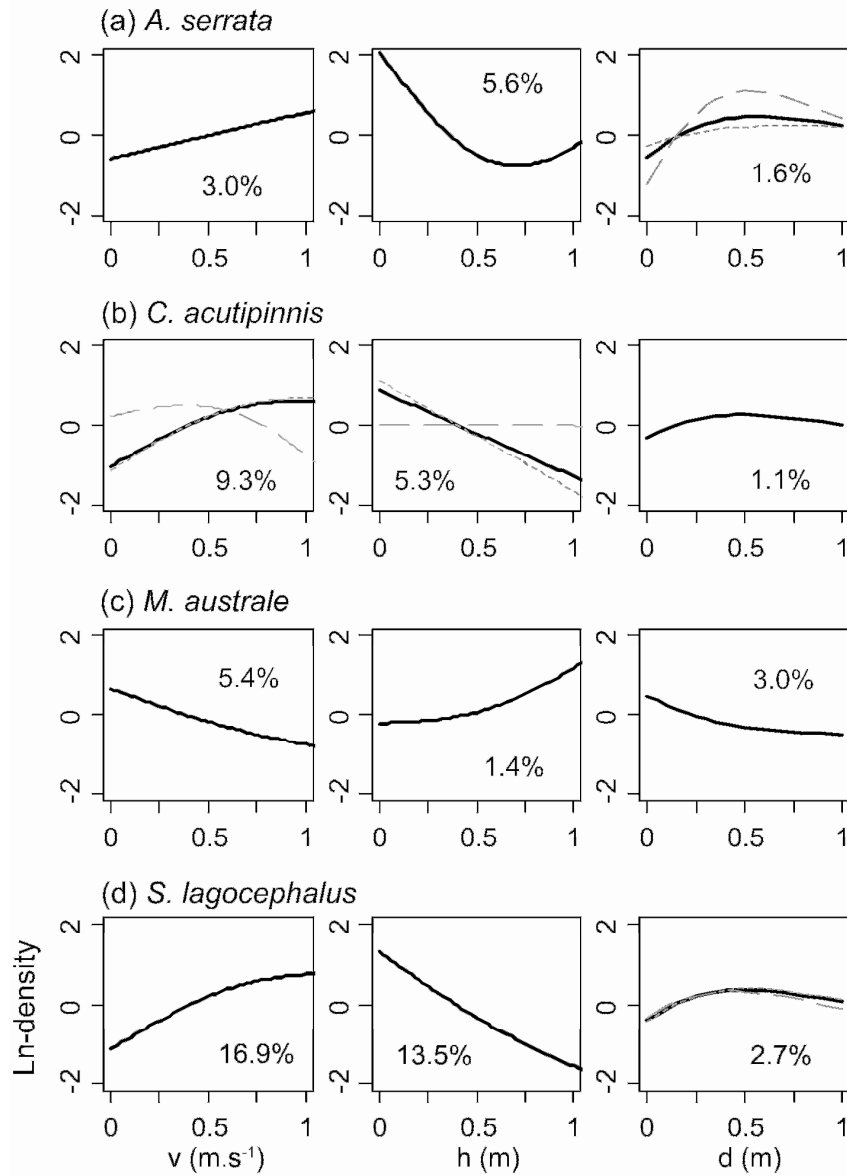 (a) A. serrata
2
0
-2
3.0%
0 0.5 1
2
0
-2
5.6%
0 0.5 1
2
0
-2
1.6%
0 0.5 1
(b) C. acutipinnis
2
0
-2
9.3%
0 0.5 1
2
0
-2
5.3%
0 0.5 1
2
0
-2
1.1%
0 0.5 1
(c) M. australe
2
0
-2
5.4%
0 0.5 1
2
0
-2
1.4%
0 0.5 1
2
0
-2
3.0%
0 0.5 1
(d) S. lagocephalus
Ln-density
2
0
-2
16.9%
0 0.5 1
v (m.s⁻¹)
2
0
-2
13.5%
0 0.5 1
h (m)
2
0
-2
2.7%
0 0.5 1
d (m)